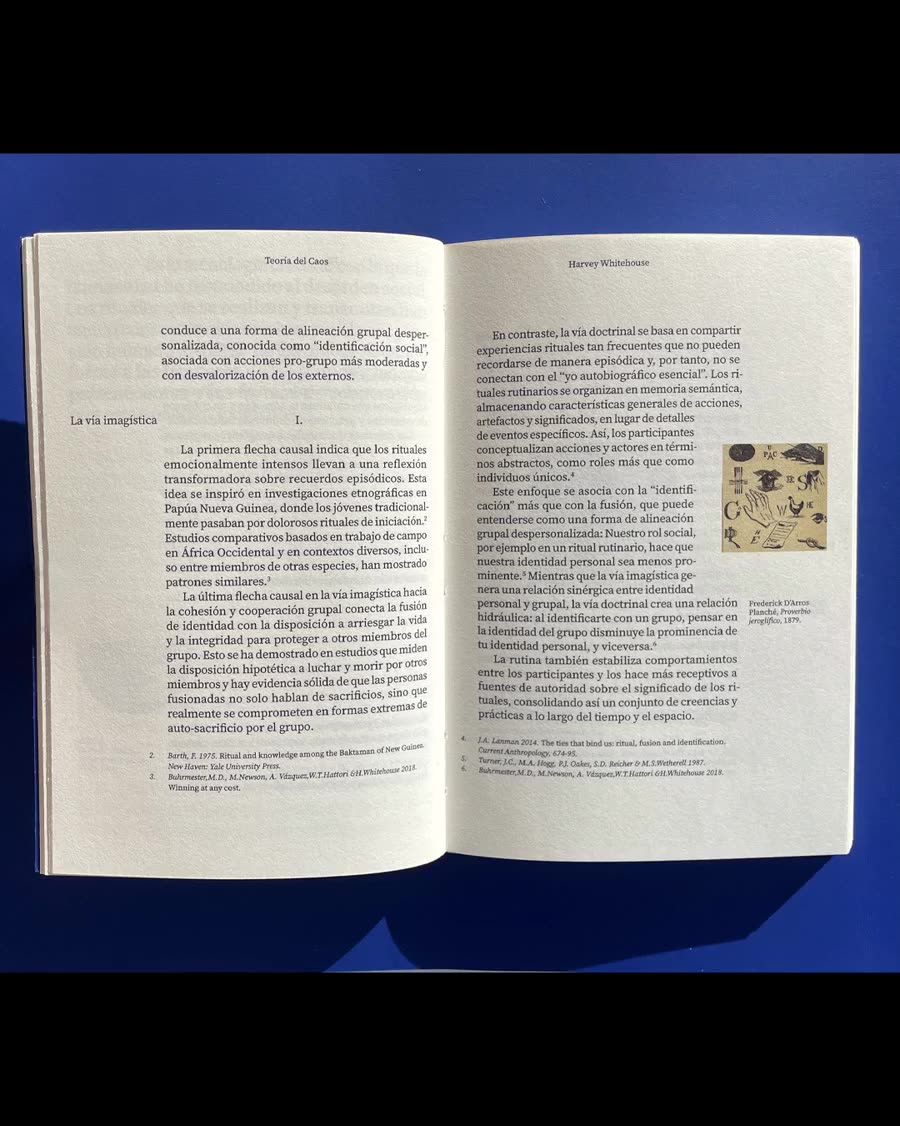 Teoría del Caos
conduce a una forma de alineación grupal desper-
sonalizada, conocida como “identificación social”,
asociada con acciones pro-grupo más moderadas y
con desvalorización de los externos.
La vía imagística
I.
La primera flecha causal indica que los rituales
emocionalmente intensos llevan a una reflexión
transformadora sobre recuerdos episódicos. Esta
idea se inspiró en investigaciones etnográficas en
Papúa Nueva Guinea, donde los jóvenes tradicional-
mente pasaban por dolorosos rituales de iniciación.2
Estudios comparativos basados en trabajo de campo
en África Occidental y en contextos diversos, inclu-
so entre miembros de otras especies, han mostrado
patrones similares.3
La última flecha causal en la vía imagística hacia
la cohesión y cooperación grupal conecta la fusión
de identidad con la disposición a arriesgar la vida
y la integridad para proteger a otros miembros del
grupo. Esto se ha demostrado en estudios que miden
la disposición hipotética a luchar y morir por otros
miembros y hay evidencia sólida de que las personas
fusionadas no solo hablan de sacrificios, sino que
realmente se comprometen en formas extremas de
auto-sacrificio por el grupo.
2. Barth, F. 1975. Ritual and knowledge among the Baktaman of New Guinea.
New Haven: Yale University Press.
3. Buhrmester,M.D., M.Newson, A. Vázquez,W.T.Hattori &H.Whitehouse 2018.
Winning at any cost.
Harvey Whitehouse
En contraste, la vía doctrinal se basa en compartir
experiencias rituales tan frecuentes que no pueden
recordarse de manera episódica y, por tanto, no se
conectan con el “yo autobiográfico esencial”. Los ri-
tuales rutinarios se organizan en memoria semántica,
almacenando características generales de acciones,
artefactos y significados, en lugar de detalles
de eventos específicos. Así, los participantes
conceptualizan acciones y actores en térmi-
nos abstractos, como roles más que como
individuos únicos.4
Este enfoque se asocia con la “identifi-
cación” más que con la fusión, que puede
entenderse como una forma de alineación
grupal despersonalizada: Nuestro rol social,
por ejemplo en un ritual rutinario, hace que
nuestra identidad personal sea menos pro-
minente.5 Mientras que la vía imagística ge-
nera una relación sinérgica entre identidad
personal y grupal, la vía doctrinal crea una relación
hidráulica: al identificarte con un grupo, pensar en
la identidad del grupo disminuye la prominencia de
tu identidad personal, y viceversa.6
La rutina también estabiliza comportamientos
entre los participantes y los hace más receptivos a
fuentes de autoridad sobre el significado de los ri-
tuales, consolidando así un conjunto de creencias y
prácticas a lo largo del tiempo y el espacio.
Frederick D’Arros
Planché, Proverbio
jeroglífico, 1879.
4. J.A. Lanman 2014. The ties that bind us: ritual, fusion and identification.
Current Anthropology, 674-95.
5. Turner, J.C., M.A. Hogg, P.J. Oakes, S.D. Reicher & M.S.Wetherell 1987.
6. Buhrmester,M.D., M.Newson, A. Vázquez,W.T.Hattori &H.Whitehouse 2018.